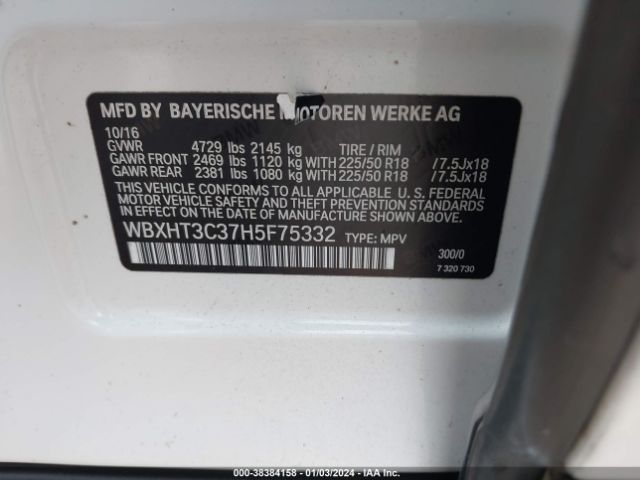 MFD BY BAYERISCHE MOTOREN WERKE AG
10/16
GVWR 4729 lbs 2145 kg TIRE / RIM
GAWR FRONT 2469 lbs 1120 kg WITH 225/50 R18 /7.5Jx18
GAWR REAR 2381 lbs 1080 kg WITH 225/50 R18 /7.5Jx18
THIS VEHICLE CONFORMS TO ALL APPLICABLE U. S. FEDERAL
MOTOR VEHICLE SAFETY AND THEFT PREVENTION STANDARDS
IN EFFECT ON THE DATE OF MANUFACTURE SHOWN ABOVE.
WBXHT3C37H5F75332 TYPE: MPV
300/0
7 320 730
00-38384158 - 01/03/2024 - IAA Inc.